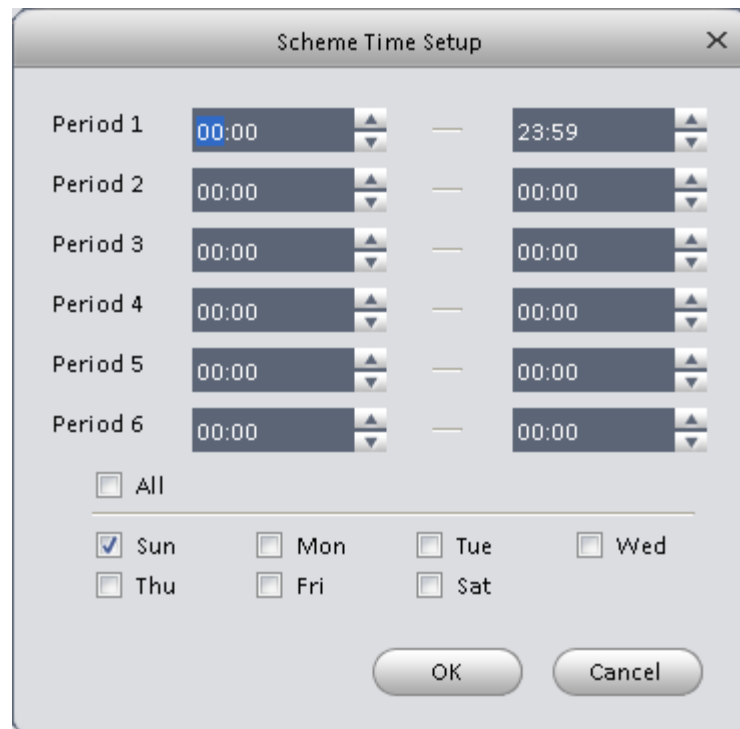 Scheme Time Setup
Period 1 00:00 — 23:59
Period 2 00:00 — 00:00
Period 3 00:00 — 00:00
Period 4 00:00 — 00:00
Period 5 00:00 — 00:00
Period 6 00:00 — 00:00
All
Sun Mon Tue Wed
Thu Fri Sat
OK Cancel